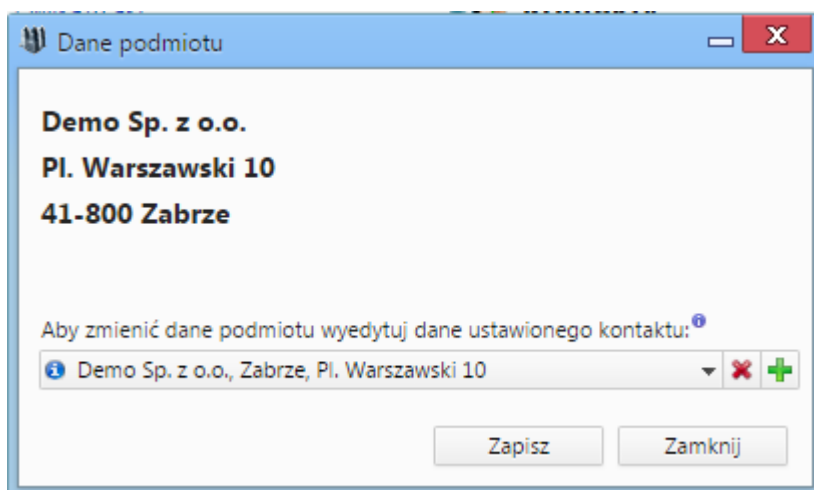 Dane podmiotu
Demo Sp. z o.o.
Pl. Warszawski 10
41-800 Zabrze
Aby zmienić dane podmiotu wyedytuj dane ustawionego kontaktu:
Demo Sp. z o.o., Zabrze, Pl. Warszawski 10
Zapisz Zamknij